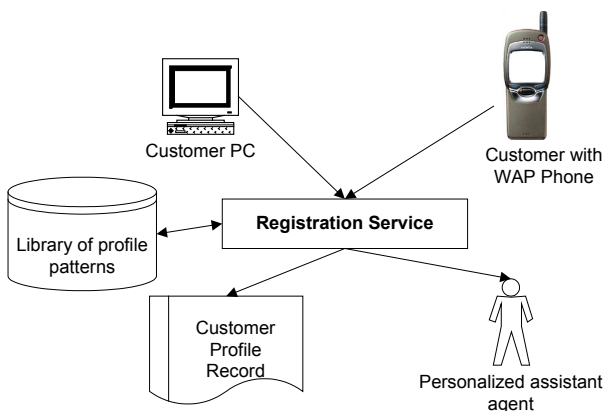 Customer PC
Customer with
WAP Phone
Registration Service
Library of profile
patterns
Customer
Profile
Record
Personalized assistant
agent